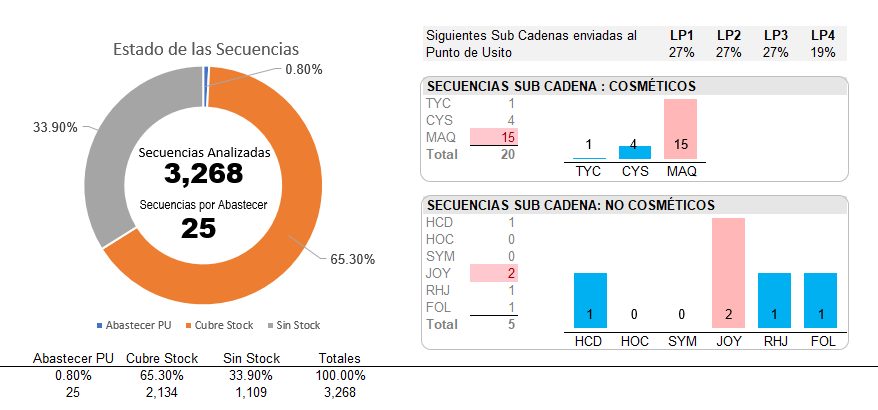 Estado de las Secuencias
0.80%
33.90%
Secuencias Analizadas
3,268
Secuencias por Abastecer
25
65.30%
Abastecer PU Cubre Stock Sin Stock
Abastecer PU Cubre Stock Sin Stock Totales
0.80% 65.30% 33.90% 100.00%
25 2,134 1,109 3,268
Siguientes Sub Cadenas enviadas al LP1 LP2 LP3 LP4
Punto de Usito 27% 27% 27% 19%
SECUENCIAS SUB CADENA : COSMÉTICOS
TYC 1
CYS 4
MAQ 15
Total 20
1 4 15
TYC CYS MAQ
SECUENCIAS SUB CADENA: NO COSMÉTICOS
HCD 1
HOC 0
SYM 0
JOY 2
RHJ 1
FOL 1
Total 5
1 0 0 2 1 1
HCD HOC SYM JOY RHJ FOL